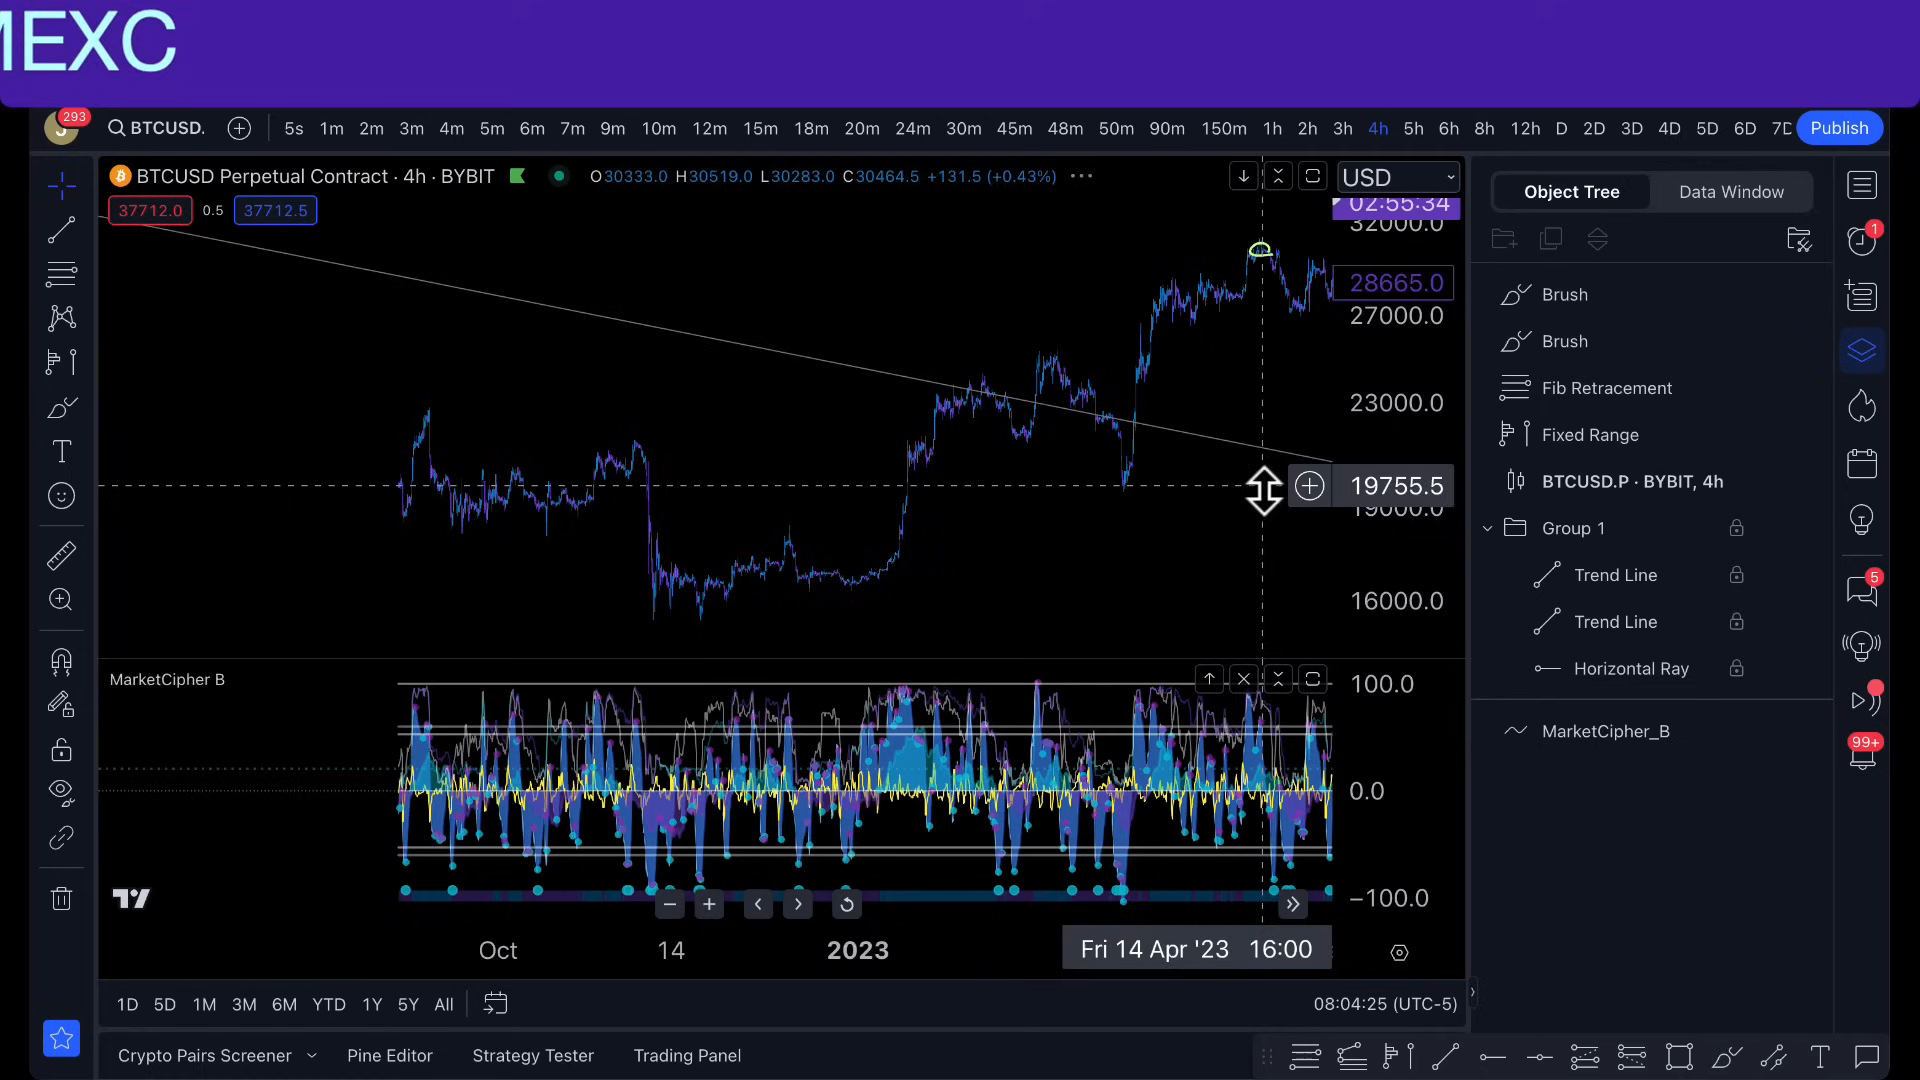 MEXC
293
BTCUSD.
5s 1m 2m 3m 4m 5m 6m 7m 9m 10m 12m 15m 18m 20m 24m 30m 45m 48m 50m 90m 150m 1h 2h 3h 4h 5h 6h 8h 12h D 2D 3D 4D 5D 6D 7D
Publish
BTCUSD Perpetual Contract · 4h · BYBIT
O30333.0 H30519.0 L30283.0 C30464.5 +131.5 (+0.43%)
USD
37712.0 0.5 37712.5
02:55:34
32000.0
28665.0
27000.0
23000.0
19755.5
19000.0
16000.0
MarketCipher B
100.0
0.0
−100.0
Oct 14 2023
Fri 14 Apr '23 16:00
1D 5D 1M 3M 6M YTD 1Y 5Y All
08:04:25 (UTC-5)
Crypto Pairs Screener Pine Editor Strategy Tester Trading Panel
Object Tree Data Window
Brush
Brush
Fib Retracement
Fixed Range
BTCUSD.P · BYBIT, 4h
Group 1
Trend Line
Trend Line
Horizontal Ray
MarketCipher_B
1
5
99+